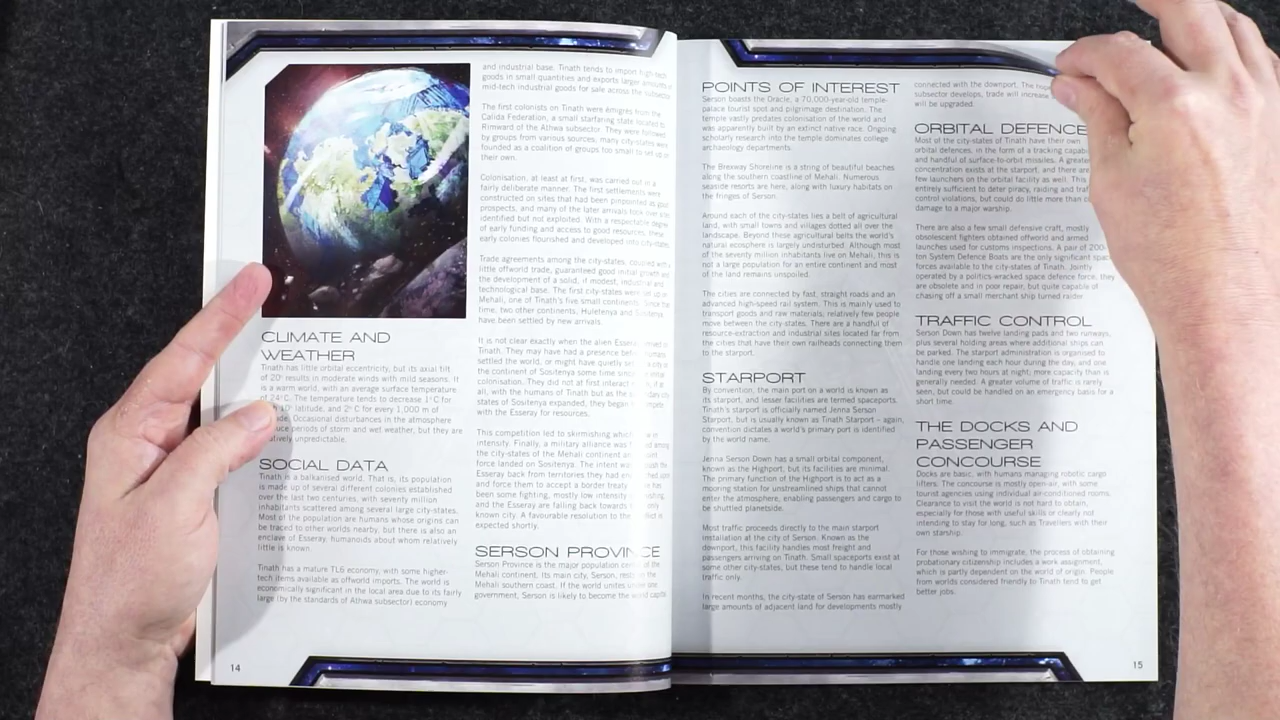 CLIMATE AND
WEATHER
Tinath has little orbital eccentricity, but its axial tilt
of 20° results in moderate winds with mild seasons. It
is a warm world, with an average surface temperature
of 24°C. The temperature tends to decrease 1°C for
10° latitude, and 2°C for every 1,000 m of
Occasional disturbances in the atmosphere
periods of storm and wet weather, but they are
unpredictable.
SOCIAL DATA
Tinath is a balkanised world. That is, its population
is made up of several different colonies established
over the last two centuries, with seventy million
inhabitants scattered among several large city-states.
Most of the population are humans whose origins can
be traced to other worlds nearby, but there is also an
enclave of Esseray, humanoids about whom relatively
little is known.
Tinath has a mature TL6 economy, with some higher-
tech items available as offworld imports. The world is
economically significant in the local area due to its fairly
large (by the standards of Athwa subsector) economy
14
and industrial base. Tinath tends to import high-tech
goods in small quantities and exports larger amounts
mid-tech industrial goods for sale across the subsector
The first colonists on Tinath were émigrés from the
Calida Federation, a small starfaring state located to
Rimward of the Athwa subsector. They were followed
by groups from various sources; many city-states were
founded as a coalition of groups too small to set up on
their own.
Colonisation, at least at first, was carried out in a
fairly deliberate manner. The first settlements were
constructed on sites that had been pinpointed as good
prospects, and many of the later arrivals took over sites
identified but not exploited. With a respectable degree
of early funding and access to good resources, these
early colonies flourished and developed into city-states.
Trade agreements among the city-states, coupled with
little offworld trade, guaranteed good initial growth and
the development of a solid, if modest, industrial and
technological base. The first city-states were set up on
Mehali, one of Tinath's five small continents. Since
time, two other continents, Huletenya and Sositenya
have been settled by new arrivals.
It is not clear exactly when the alien Esseray
Tinath. They may have had a presence before humans
settled the world, or might have quietly
the continent of Sositenya some time since
colonisation. They did not at first interact
all, with the humans of Tinath but as the
states of Sositenya expanded, they began
with the Esseray for resources.
This competition led to skirmishing which
intensity. Finally, a military alliance was among
the city-states of the Mehali continent and
force landed on Sositenya. The intent was
Esseray back from territories they had
and force them to accept a border treaty
been some fighting, mostly low intensity
and the Esseray are falling back towards only
known city. A favourable resolution to the is
expected shortly.
SERSON PROVINCE
Serson Province is the major population of the
Mehali continent. Its main city, Serson, the
Mehali southern coast. If the world unites one
government, Serson is likely to become the world capital.
POINTS OF INTEREST
Serson boasts the Oracle, a 70,000-year-old temple-
palace tourist spot and pilgrimage destination. The
temple vastly predates colonisation of the world and
was apparently built by an extinct native race. Ongoing
scholarly research into the temple dominates
archaeology departments.
The Brexway Shoreline is a string of beautiful beaches
along the southern coastline of Mehali. Numerous
seaside resorts are here, along with luxury habitats on
the fringes of Serson.
Around each of the city-states lies a belt of agricultural
land, with small towns and villages dotted all over the
landscape. Beyond these agricultural belts the world's
natural ecosphere is largely undisturbed. Although most
of the seventy million inhabitants live on Mehali, this is
not a large population for an entire continent and most
of the land remains unspoiled.
The cities are connected by fast, straight roads and an
advanced high-speed rail system. This is mainly used to
transport goods and raw materials; relatively few people
move between the city-states. There are a handful of
resource-extraction and industrial sites located far from
the cities that have their own railheads connecting them
to the starport.
STARPORT
By convention, the main port on a world is known as
its starport, and lesser facilities are termed spaceports.
Tinath's starport is officially named Jenna Serson
Starport, but is usually known as Tinath Starport – again,
convention dictates a world's primary port is identified
by the world name.
Jenna Serson Down has a small orbital component,
known as the Highport, but its facilities are minimal.
The primary function of the Highport is to act as a
mooring station for unstreamlined ships that cannot
enter the atmosphere, enabling passengers and cargo to
be shuttled planetside.
Most traffic proceeds directly to the main starport
installation at the city of Serson. Known as the
downport, this facility handles most freight and
passengers arriving on Tinath. Small spaceports exist at
some other city-states, but these tend to handle local
traffic only.
In recent months, the city-state of Serson has earmarked
large amounts of adjacent land for developments mostly
connected with the downport. The
subsector develops, trade will increase
will be upgraded.
ORBITAL DEFENCE
Most of the city-states of Tinath have their own
orbital defences, in the form of a tracking
and handful of surface-to-orbit missiles. A greater
concentration exists at the starport, and there are
few launchers on the orbital facility as well. This
entirely sufficient to deter piracy, raiding and
control violations, but could do little more than
damage to a major warship.
There are also a few small defensive craft, mostly
obsolescent fighters obtained offworld and armed
launches used for customs inspections. A pair of 200-
ton System Defence Boats are the only significant
forces available to the city-states of Tinath. Jointly
operated by a politics-wracked space defence force, they
are obsolete and in poor repair, but quite capable of
chasing off a small merchant ship turned raider
TRAFFIC CONTROL
Serson Down has twelve landing pads and two runways,
plus several holding areas where additional ships can
be parked. The starport administration is organised to
handle one landing each hour during the day, and one
landing every two hours at night; more capacity than is
generally needed. A greater volume of traffic is rarely
seen, but could be handled on an emergency basis for a
short time.
THE DOCKS AND
PASSENGER
CONCOURSE
Docks are basic, with humans managing robotic cargo
lifters. The concourse is mostly open-air, with some
tourist agencies using individual air-conditioned rooms.
Clearance to visit the world is not hard to obtain,
especially for those with useful skills or clearly not
intending to stay for long, such as Travellers with their
own starship.
For those wishing to immigrate, the process of obtaining
probationary citizenship includes a work assignment,
which is partly dependent on the world of origin. People
from worlds considered friendly to Tinath tend to get
better jobs.
15